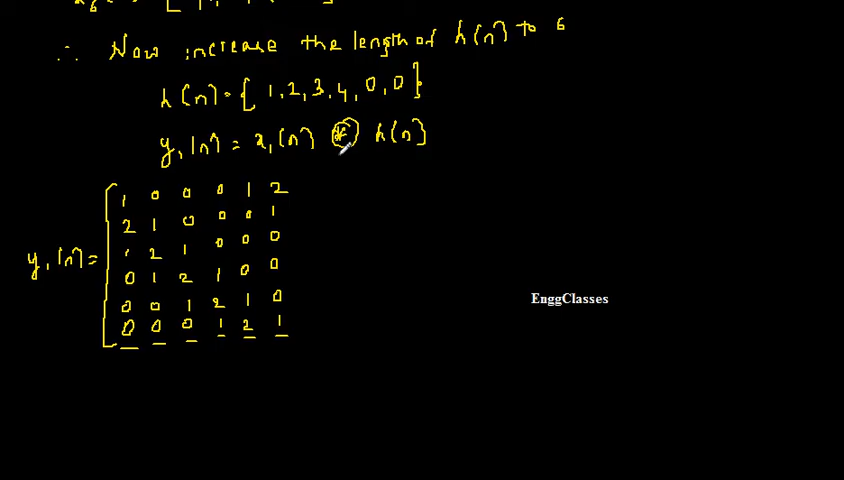 ∴ Now increase the length of h[n] to 6
h[n] = { 1, 2, 3, 4, 0, 0 }
y₁[n] = x₁[n] ⊛ h[n]
1 0 0 0 1 2
2 1 0 0 0 1
1 2 1 0 0 0
y₁[n] =
0 1 2 1 0 0
0 0 1 2 1 0
0 0 0 1 2 1
EnggClasses